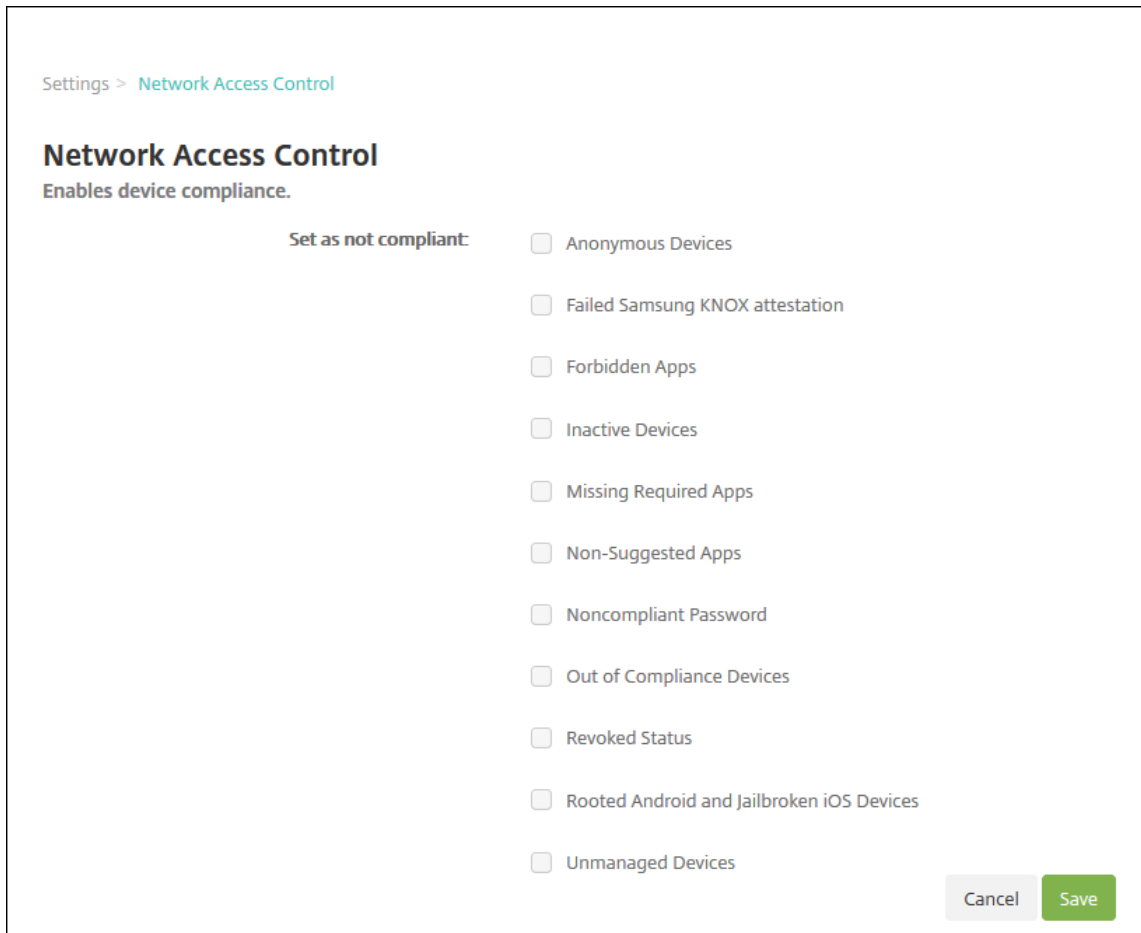 Settings > Network Access Control
Network Access Control
Enables device compliance.
Set as not compliant:
Anonymous Devices
Failed Samsung KNOX attestation
Forbidden Apps
Inactive Devices
Missing Required Apps
Non-Suggested Apps
Noncompliant Password
Out of Compliance Devices
Revoked Status
Rooted Android and Jailbroken iOS Devices
Unmanaged Devices
Cancel Save